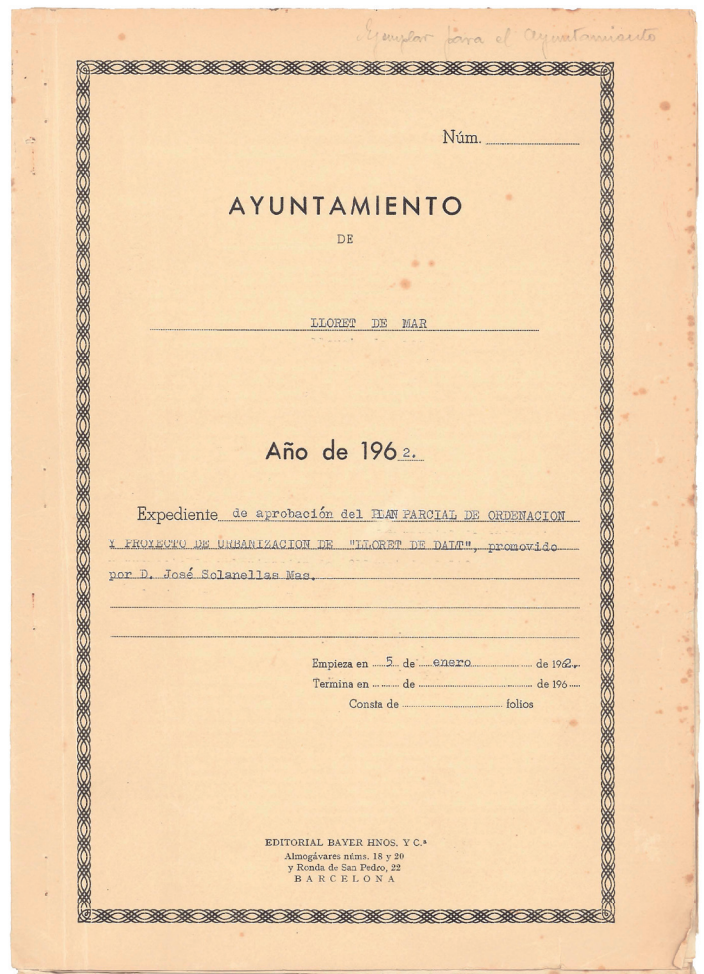 Ejemplar para el Ayuntamiento
Núm.
AYUNTAMIENTO
DE
LLORET DE MAR
Año de 1962.
Expediente de aprobación del PLAN PARCIAL DE ORDENACION
Y PROYECTO DE URBANIZACION DE "LLORET DE DALT", promovido
por D. José Solanellas Mas.
Empieza en 5 de enero de 1962.
Termina en de de 196
Consta de folios
EDITORIAL BAYER HNOS. Y C.ª
Almogávares núms. 18 y 20
y Ronda de San Pedro, 22
BARCELONA